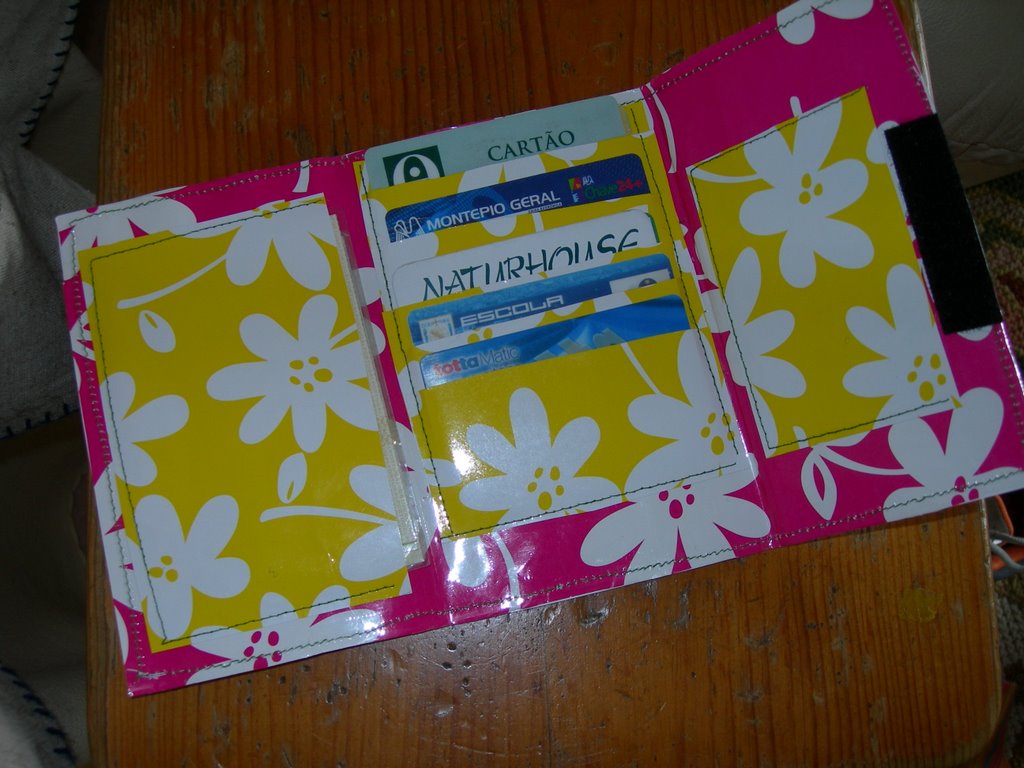 CARTÃO
MONTEPIO GERAL
Chave24+
NATURHOUSE
ESCOLA
TottaMatic